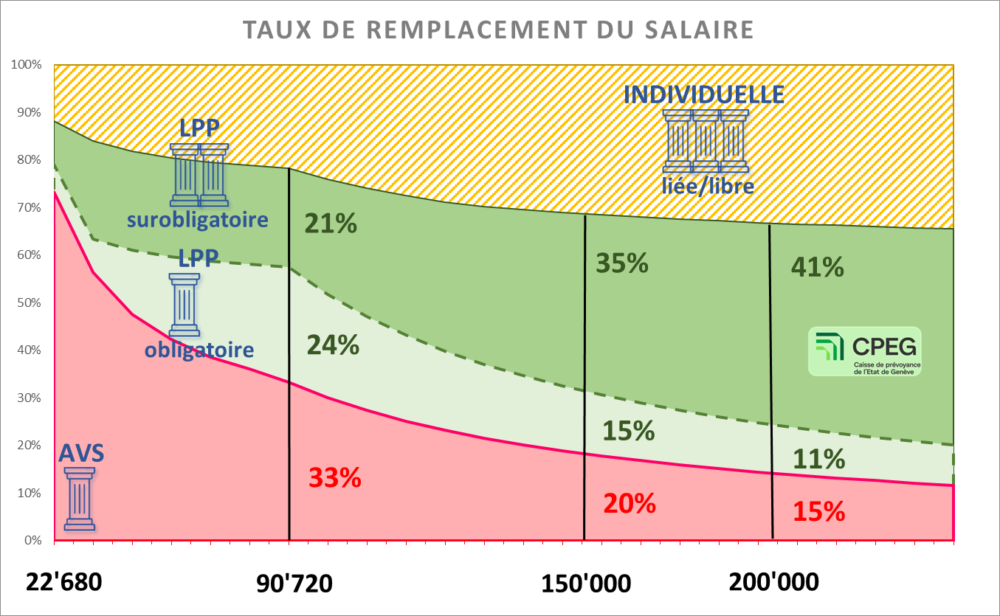 TAUX DE REMPLACEMENT DU SALAIRE
100%
90%
80%
70%
60%
50%
40%
30%
20%
10%
0%
INDIVIDUELLE
liée/libre
LPP
surobligatoire
LPP
obligatoire
AVS
21%
24%
33%
35%
15%
20%
41%
CPEG
Caisse de prévoyance
de l'Etat de Genève
11%
15%
22'680
90'720
150'000
200'000